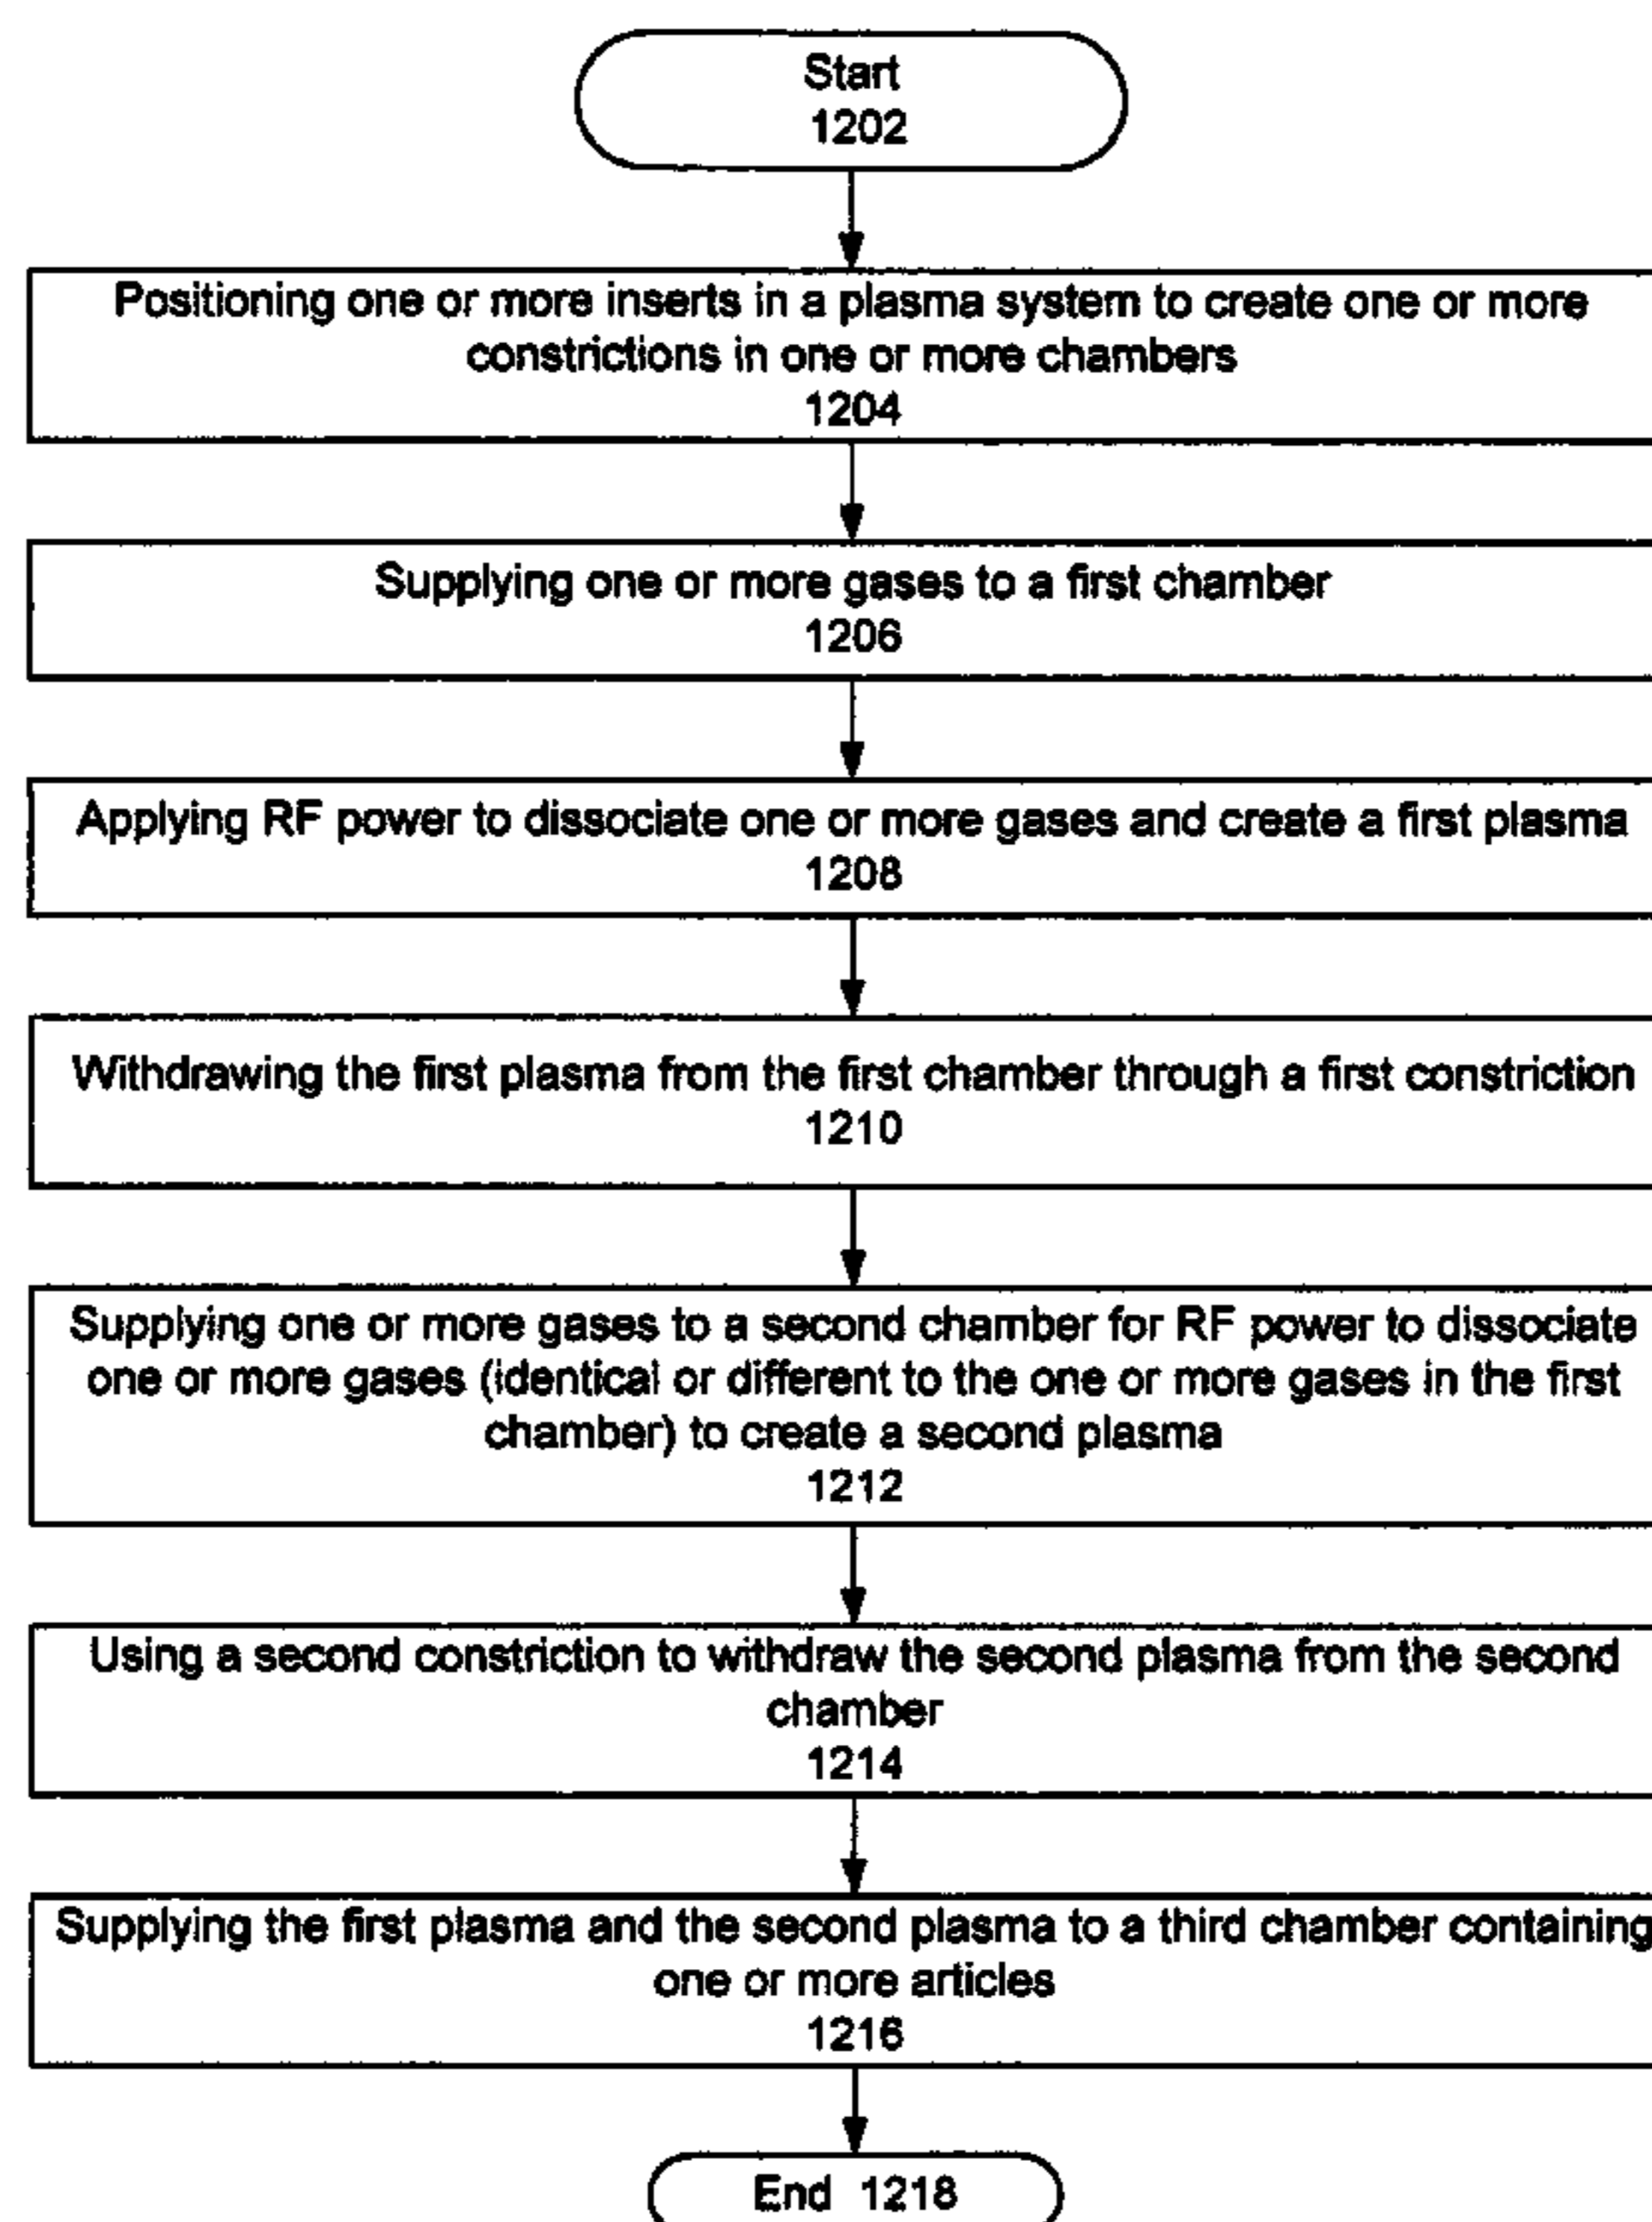 Start
1202
Positioning one or more inserts in a plasma system to create one or more
constrictions in one or more chambers
1204
Supplying one or more gases to a first chamber
1206
Applying RF power to dissociate one or more gases and create a first plasma
1208
Withdrawing the first plasma from the first chamber through a first constriction
1210
Supplying one or more gases to a second chamber for RF power to dissociate
one or more gases (identical or different to the one or more gases in the first
chamber) to create a second plasma
1212
Using a second constriction to withdraw the second plasma from the second
chamber
1214
Supplying the first plasma and the second plasma to a third chamber containing
one or more articles
1216
End 1218